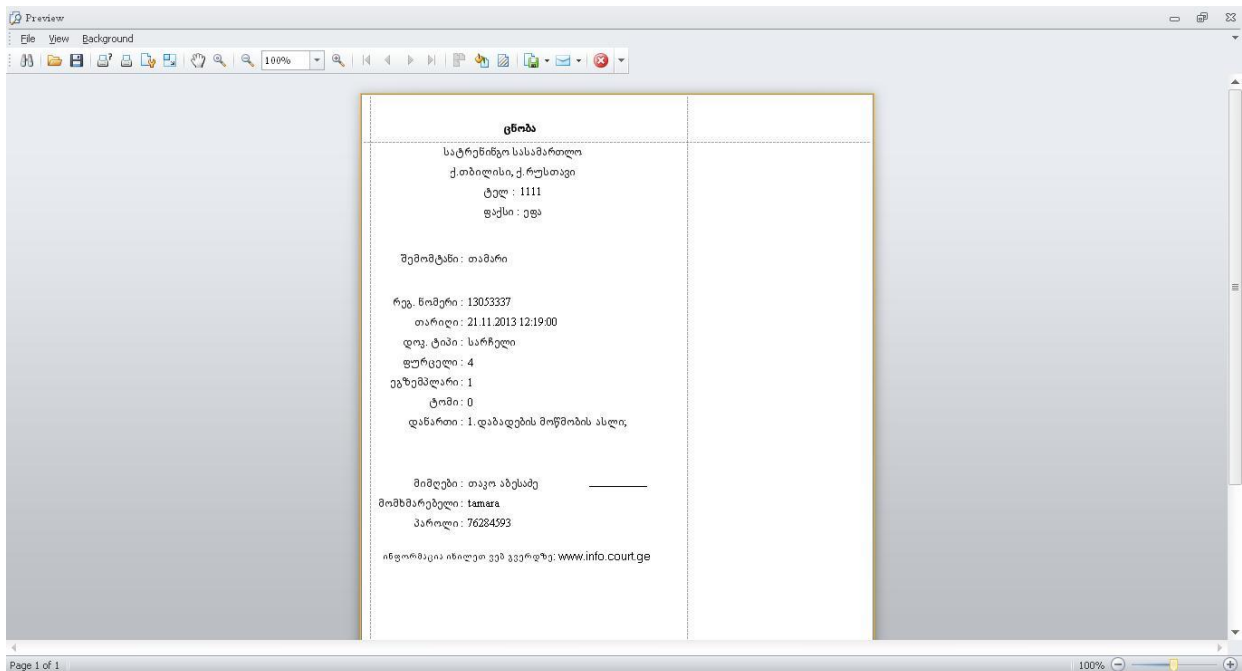 Preview
File View Background
100%
ცნობა
სატრენინგო სასამართლო
ქ.თბილისი, ქ.რუსთავი
ტელ : 1111
ფაქსი : ეფა
შემომტანი : თამარი
რეგ. ნომერი : 13053337
თარიღი : 21.11.2013 12:19:00
დოკ. ტიპი : სარჩელი
ფურცელი : 4
ეგზემპლარი : 1
ტომი : 0
დანართი : 1. დაბადების მოწმობის ასლი;
მიმღები : თაკო აბესაძე
მომხმარებელი : tamara
პაროლი : 76284593
ინფორმაცია იხილეთ ვებ გვერდზე: www.info.court.ge
Page 1 of 1 100%